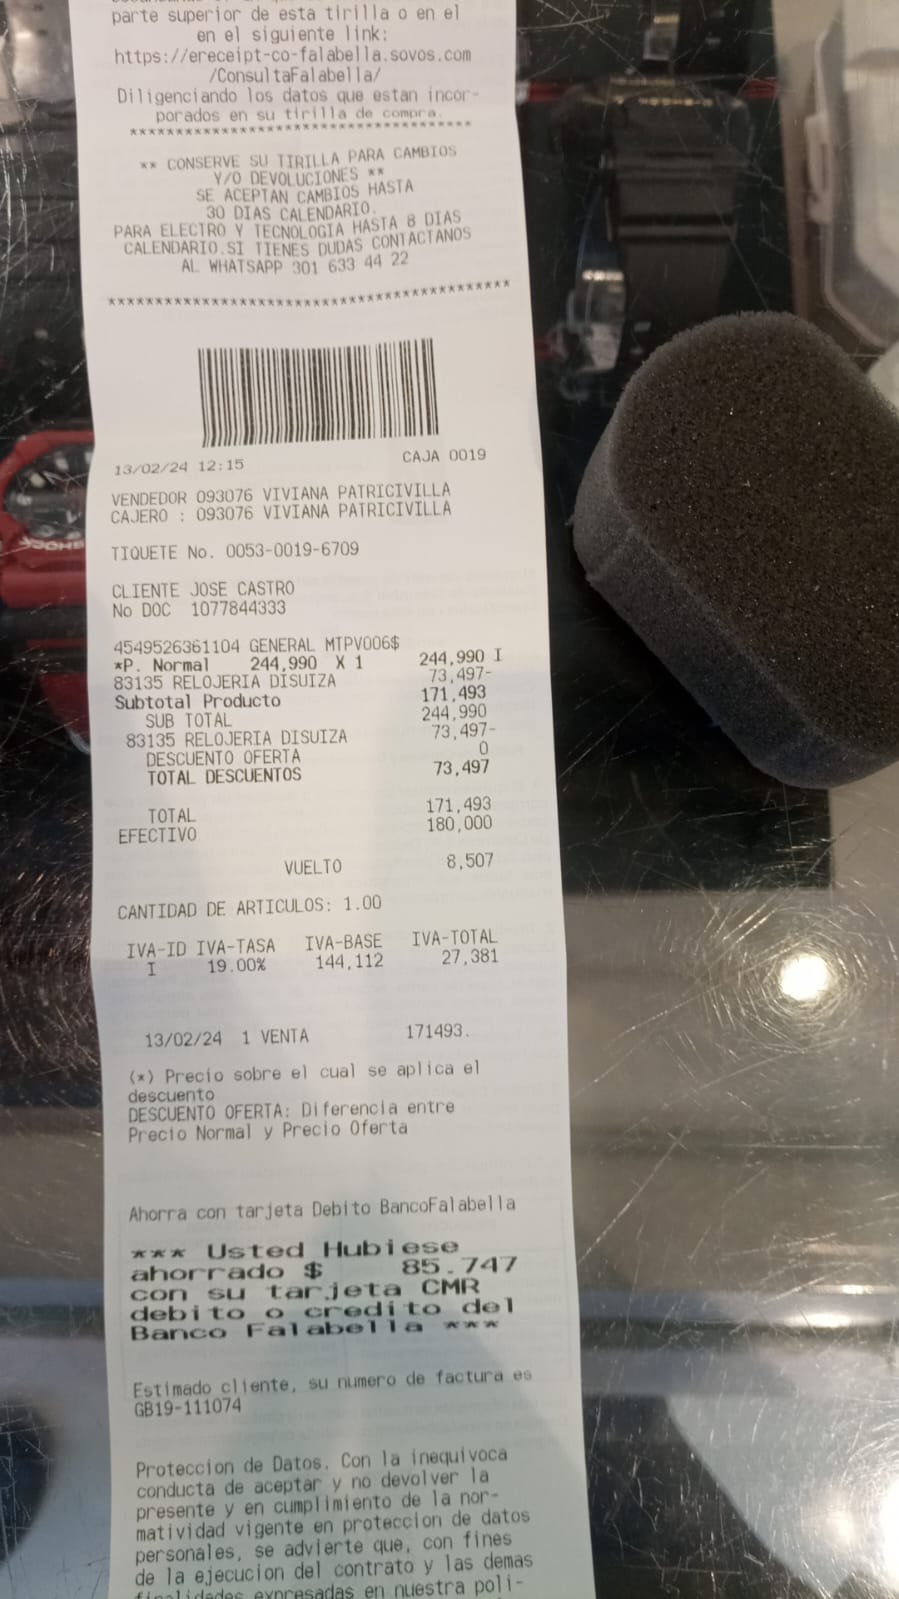 parte superior de esta tirilla o en el
en el siguiente link:
https://ereceipt-co-falabella.sovos.com
/ConsultaFalabella/
Diligenciando los datos que estan incor-
porados en su tirilla de compra.
****************************************
** CONSERVE SU TIRILLA PARA CAMBIOS
Y/O DEVOLUCIONES **
SE ACEPTAN CAMBIOS HASTA
30 DIAS CALENDARIO.
PARA ELECTRO Y TECNOLOGIA HASTA 8 DIAS
CALENDARIO.SI TIENES DUDAS CONTACTANOS
AL WHATSAPP 301 633 44 22
*******************************************
13/02/24 12:15 CAJA 0019
VENDEDOR 093076 VIVIANA PATRICIVILLA
CAJERO : 093076 VIVIANA PATRICIVILLA
TIQUETE No. 0053-0019-6709
CLIENTE JOSE CASTRO
No DOC 1077844333
4549526361104 GENERAL MTPV006$
*P. Normal 244,990 X 1 244,990 I
83135 RELOJERIA DISUIZA 73,497-
Subtotal Producto 171,493
SUB TOTAL 244,990
83135 RELOJERIA DISUIZA 73,497-
DESCUENTO OFERTA 0
TOTAL DESCUENTOS 73,497
TOTAL 171,493
EFECTIVO 180,000
VUELTO 8,507
CANTIDAD DE ARTICULOS: 1.00
IVA-ID IVA-TASA IVA-BASE IVA-TOTAL
I 19.00% 144,112 27,381
13/02/24 1 VENTA 171493.
(*) Precio sobre el cual se aplica el
descuento
DESCUENTO OFERTA: Diferencia entre
Precio Normal y Precio Oferta
Ahorra con tarjeta Debito BancoFalabella
*** Usted Hubiese
ahorrado $ 85.747
con su tarjeta CMR
debito o credito del
Banco Falabella ***
Estimado cliente, su numero de factura es
GB19-111074
Proteccion de Datos. Con la inequivoca
conducta de aceptar y no devolver la
presente y en cumplimiento de la nor-
matividad vigente en proteccion de datos
personales, se advierte que, con fines
de la ejecucion del contrato y las demas
finalidades expresadas en nuestra poli-